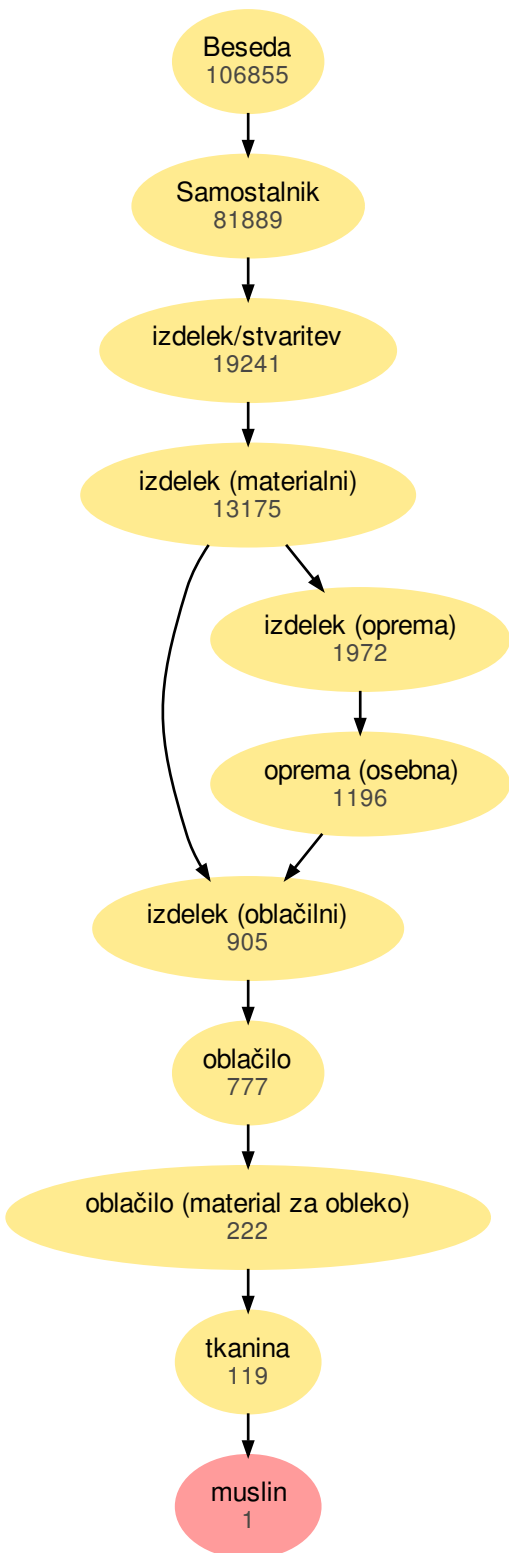 Beseda
106855
Samostalnik
81889
izdelek/stvaritev
19241
izdelek (materialni)
13175
izdelek (oprema)
1972
oprema (osebna)
1196
izdelek (oblačilni)
905
oblačilo
777
oblačilo (material za obleko)
222
tkanina
119
muslin
1